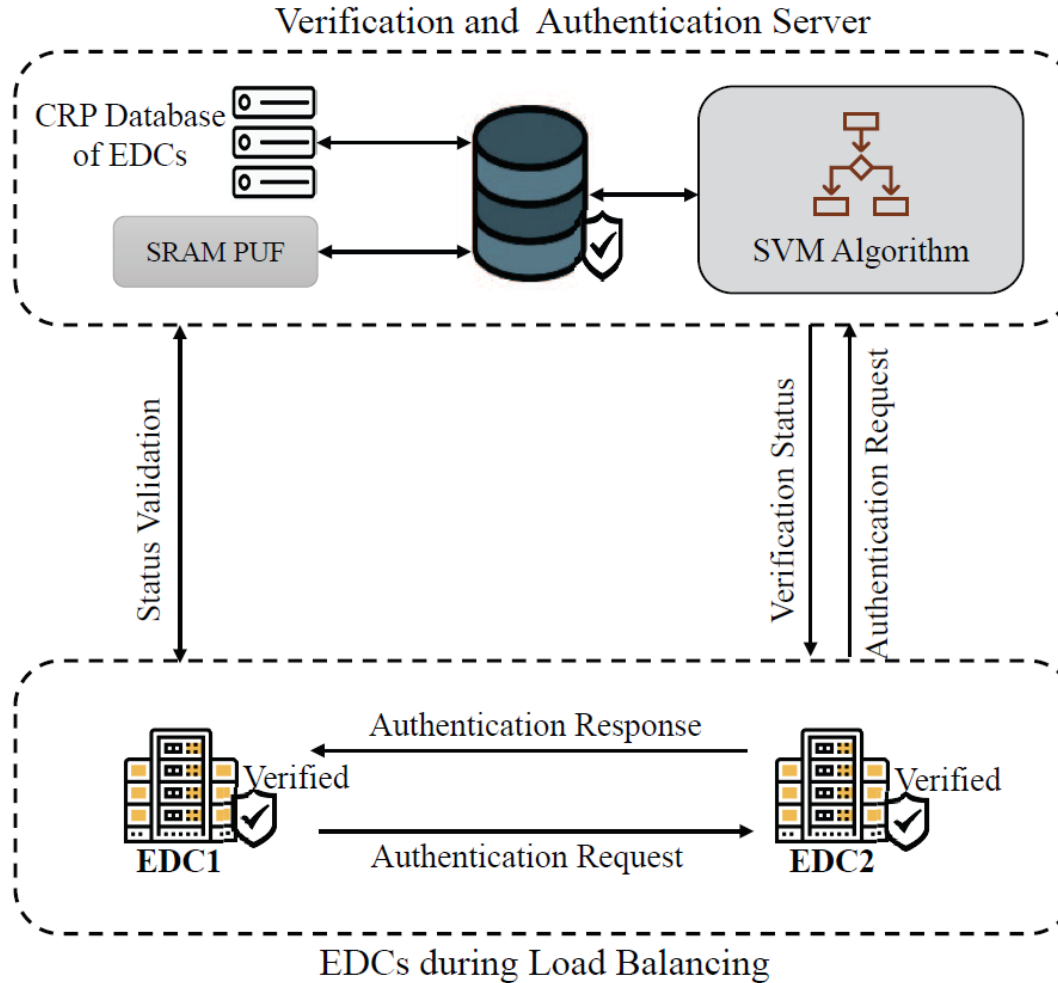 Verification and Authentication Server
CRP Database
of EDCs
SRAM PUF
SVM Algorithm
Status Validation
Verification Status
Authentication Request
Authentication Response
Verified
Verified
EDC1
Authentication Request
EDC2
EDCs during Load Balancing